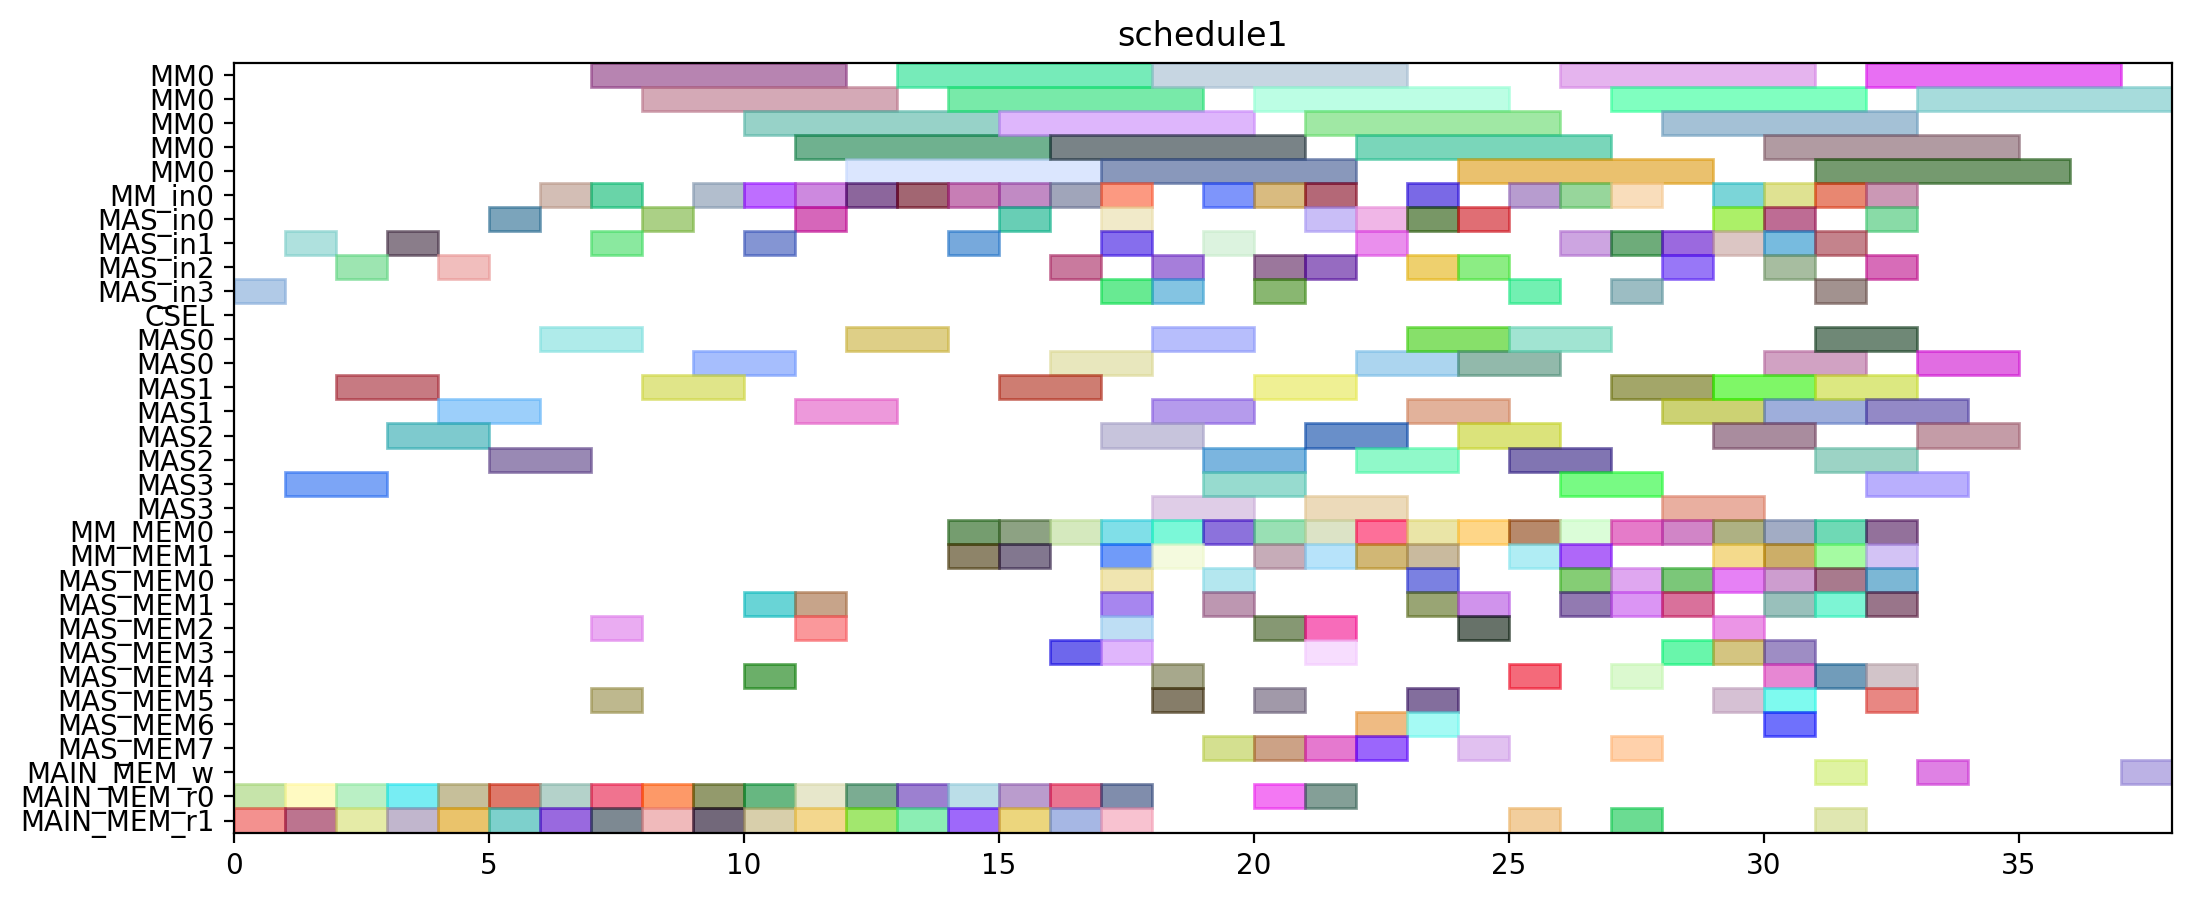 schedule1
MM0
MM0
MM0
MM0
MM0
MM_in0
MAS_in0
MAS_in1
MAS_in2
MAS_in3
CSEL
MAS0
MAS0
MAS1
MAS1
MAS2
MAS2
MAS3
MAS3
MM_MEM0
MM_MEM1
MAS_MEM0
MAS_MEM1
MAS_MEM2
MAS_MEM3
MAS_MEM4
MAS_MEM5
MAS_MEM6
MAS_MEM7
MAIN_MEM_w
MAIN_MEM_r0
MAIN_MEM_r1
0 5 10 15 20 25 30 35